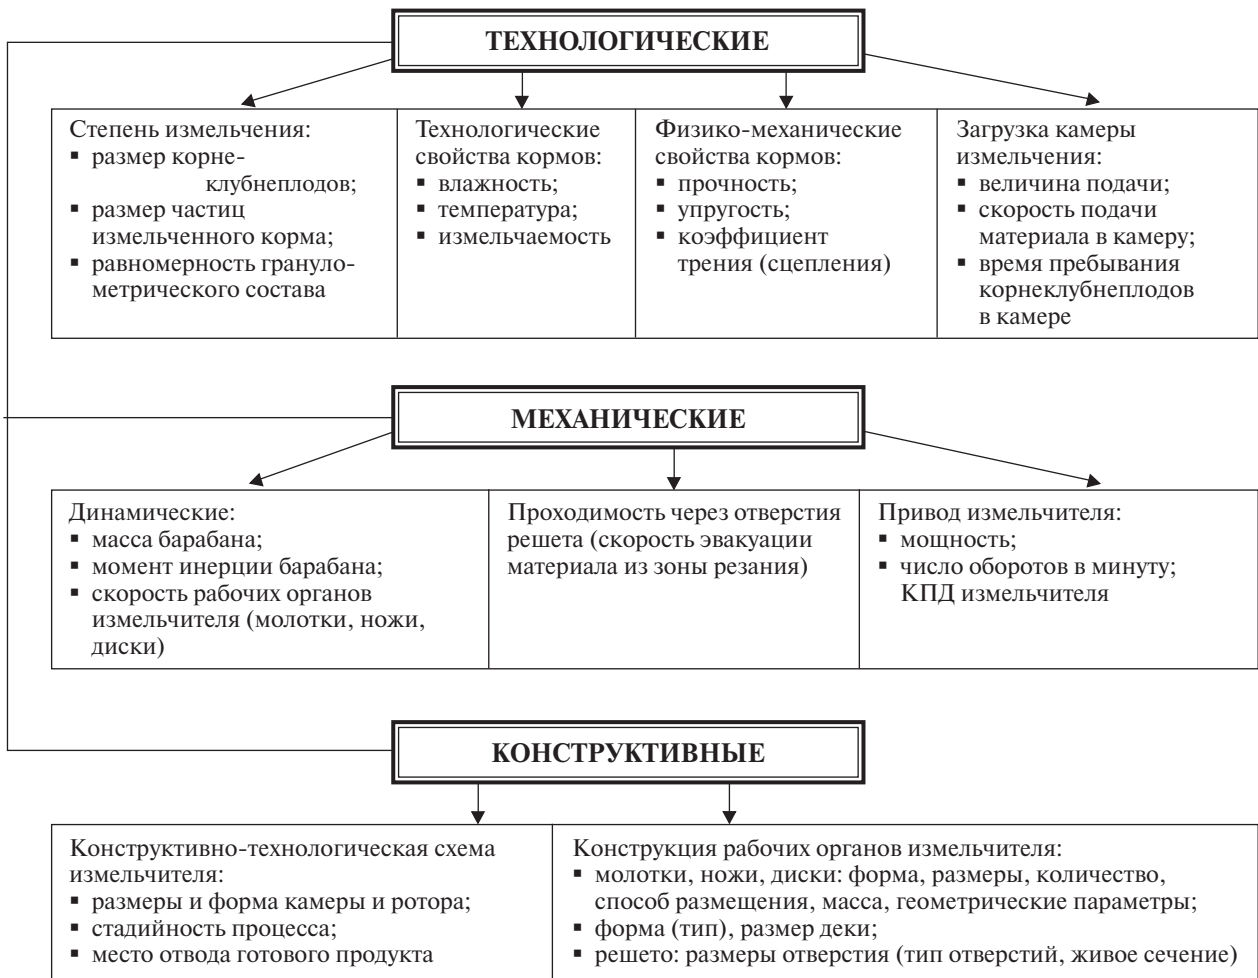 ТЕХНОЛОГИЧЕСКИЕ
Степень измельчения:
▪ размер корне-
клубнеплодов;
▪ размер частиц
измельченного корма;
▪ равномерность грануло-
метрического состава
Технологические
свойства кормов:
▪ влажность;
▪ температура;
▪ измельчаемость
Физико-механические
свойства кормов:
▪ прочность;
▪ упругость;
▪ коэффициент
трения (сцепления)
Загрузка камеры
измельчения:
▪ величина подачи;
▪ скорость подачи
материала в камеру;
▪ время пребывания
корнеклубнеплодов
в камере
МЕХАНИЧЕСКИЕ
Динамические:
▪ масса барабана;
▪ момент инерции барабана;
▪ скорость рабочих органов
измельчителя (молотки, ножи,
диски)
Проходимость через отверстия
решета (скорость эвакуации
материала из зоны резания)
Привод измельчителя:
▪ мощность;
▪ число оборотов в минуту;
КПД измельчителя
КОНСТРУКТИВНЫЕ
Конструктивно-технологическая схема
измельчителя:
▪ размеры и форма камеры и ротора;
▪ стадийность процесса;
▪ место отвода готового продукта
Конструкция рабочих органов измельчителя:
▪ молотки, ножи, диски: форма, размеры, количество,
способ размещения, масса, геометрические параметры;
▪ форма (тип), размер деки;
▪ решето: размеры отверстия (тип отверстий, живое сечение)